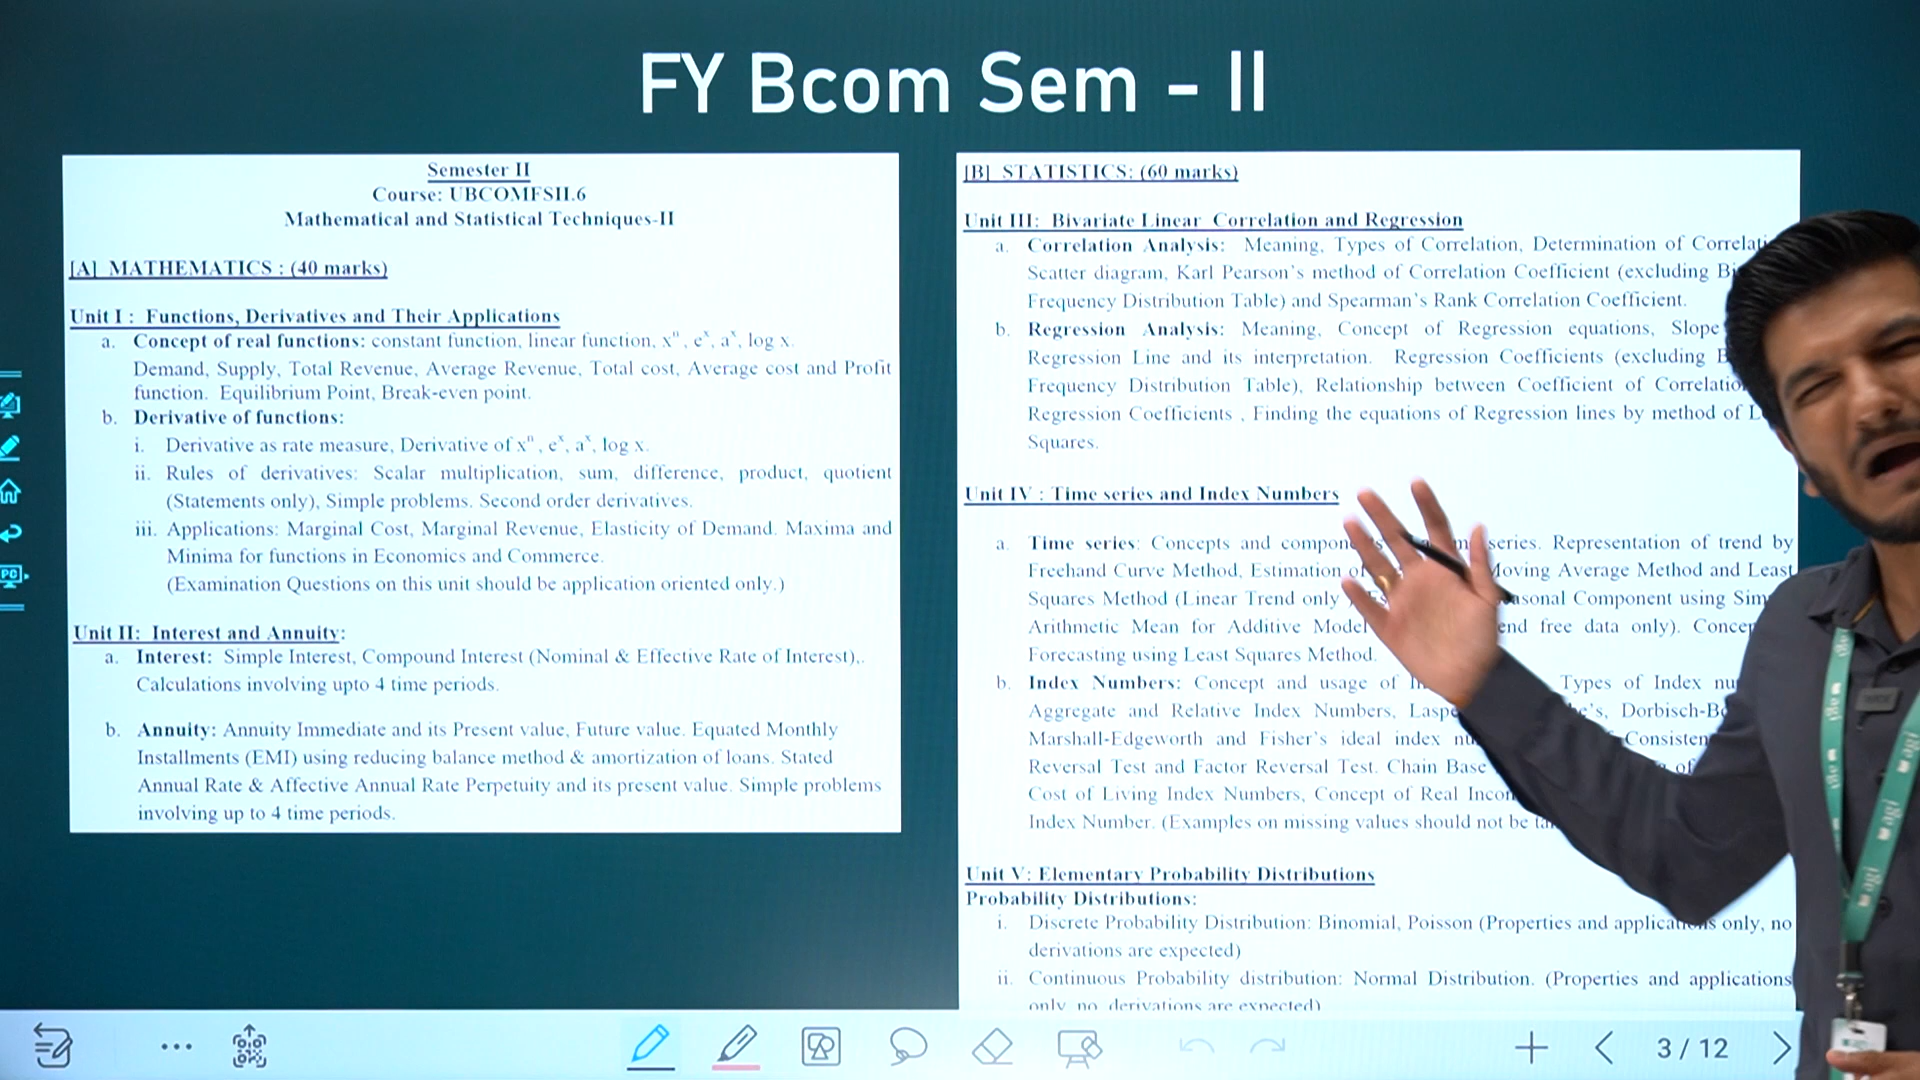 FY Bcom Sem - II
Semester II
Course: UBCOMFSII.6
Mathematical and Statistical Techniques-II
[A] MATHEMATICS : (40 marks)
Unit I : Functions, Derivatives and Their Applications
a. Concept of real functions: constant function, linear function, xⁿ, eˣ, aˣ, log x.
Demand, Supply, Total Revenue, Average Revenue, Total cost, Average cost and Profit
function. Equilibrium Point, Break-even point.
b. Derivative of functions:
i. Derivative as rate measure, Derivative of xⁿ, eˣ, aˣ, log x.
ii. Rules of derivatives: Scalar multiplication, sum, difference, product, quotient
(Statements only), Simple problems. Second order derivatives.
iii. Applications: Marginal Cost, Marginal Revenue, Elasticity of Demand. Maxima and
Minima for functions in Economics and Commerce.
(Examination Questions on this unit should be application oriented only.)
Unit II: Interest and Annuity:
a. Interest: Simple Interest, Compound Interest (Nominal & Effective Rate of Interest),.
Calculations involving upto 4 time periods.
b. Annuity: Annuity Immediate and its Present value, Future value. Equated Monthly
Installments (EMI) using reducing balance method & amortization of loans. Stated
Annual Rate & Affective Annual Rate Perpetuity and its present value. Simple problems
involving up to 4 time periods.
[B] STATISTICS: (60 marks)
Unit III: Bivariate Linear Correlation and Regression
a. Correlation Analysis: Meaning, Types of Correlation, Determination of
Scatter diagram, Karl Pearson's method of Correlation Coefficient (excluding
Frequency Distribution Table) and Spearman's Rank Correlation Coefficient.
b. Regression Analysis: Meaning, Concept of Regression equations, Slope
Regression Line and its interpretation. Regression Coefficients (excluding
Frequency Distribution Table), Relationship between Coefficient of
Regression Coefficients , Finding the equations of Regression lines by method of
Squares.
Unit IV : Time series and Index Numbers
a. Time series: Concepts and series. Representation of trend by
Freehand Curve Method, Estimation of Moving Average Method and Least
Squares Method (Linear Trend only Component using
Arithmetic Mean for Additive Model free data only).
Forecasting using Least Squares Method.
b. Index Numbers: Concept and usage of Types of Index
Aggregate and Relative Index Numbers,
Marshall-Edgeworth and Fisher's ideal index
Reversal Test and Factor Reversal Test. Chain Base of
Cost of Living Index Numbers, Concept of Real
Index Number. (Examples on missing values should not be
Unit V: Elementary Probability Distributions
Probability Distributions:
i. Discrete Probability Distribution: Binomial, Poisson (Properties and applications only, no
derivations are expected)
ii. Continuous Probability distribution: Normal Distribution. (Properties and applications
only, no derivations are expected)
3 / 12